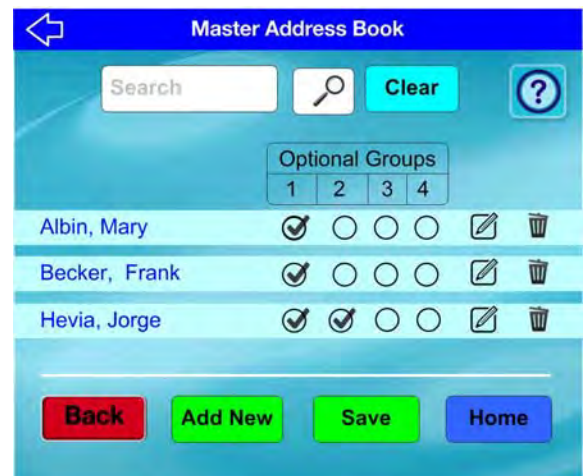 Master Address Book
Search Clear ?
Optional Groups
1 2 3 4
Albin, Mary
Becker, Frank
Hevia, Jorge
Back Add New Save Home